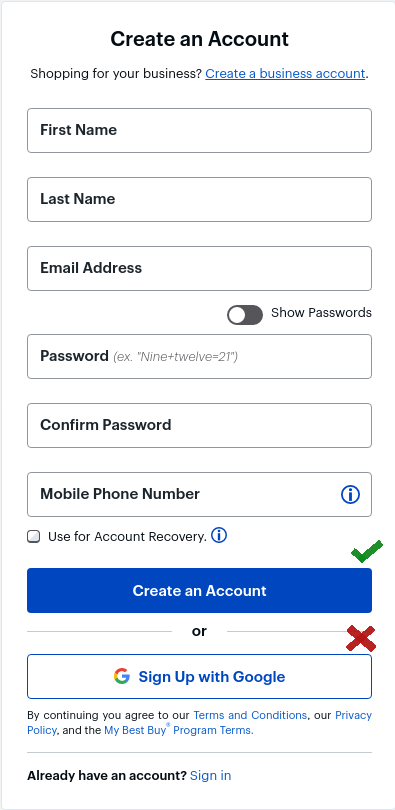 Create an Account
Shopping for your business? Create a business account.
First Name
Last Name
Email Address
Show Passwords
Password (ex. "Nine+twelve=21")
Confirm Password
Mobile Phone Number
Use for Account Recovery.
Create an Account
or
Sign Up with Google
By continuing you agree to our Terms and Conditions, our Privacy
Policy, and the My Best Buy® Program Terms.
Already have an account? Sign in